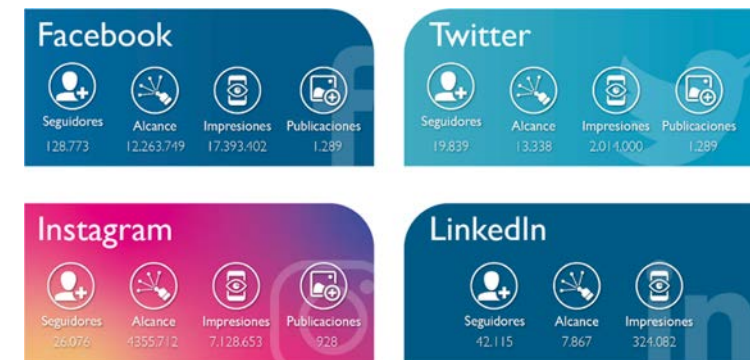 Facebook
Seguidores Alcance Impresiones Publicaciones
128.773 12.263.749 17.393.402 1.289
Twitter
Seguidores Alcance Impresiones Publicaciones
19.839 13.338 2.014.000 1.289
Instagram
Seguidores Alcance Impresiones Publicaciones
26.076 4355.712 7.128.653 928
LinkedIn
Seguidores Alcance Impresiones
42.115 7.867 324.082